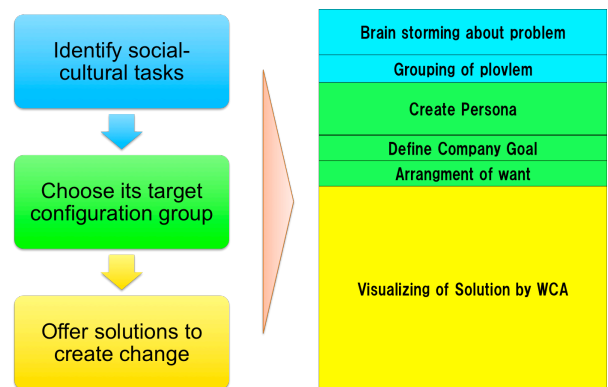 Identify social-
cultural tasks
Choose its target
configuration group
Offer solutions to
create change
Brain storming about problem
Grouping of plovlem
Create Persona
Define Company Goal
Arrangment of want
Visualizing of Solution by WCA